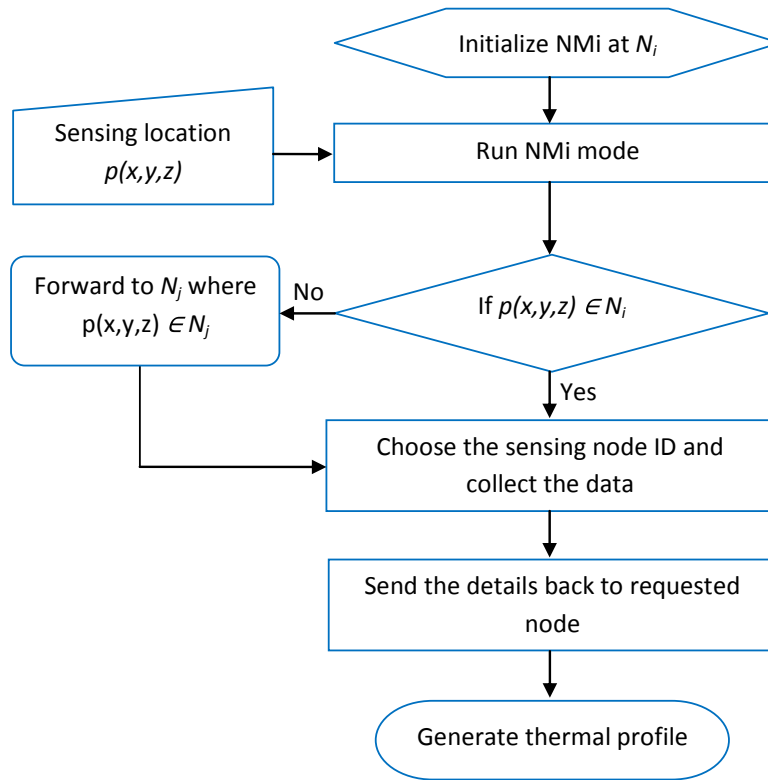 Initialize NMi at Ni
Sensing location
p(x,y,z)
Run NMi mode
Forward to Nj where
p(x,y,z) ∈ Nj
No
If p(x,y,z) ∈ Ni
Yes
Choose the sensing node ID and
collect the data
Send the details back to requested
node
Generate thermal profile